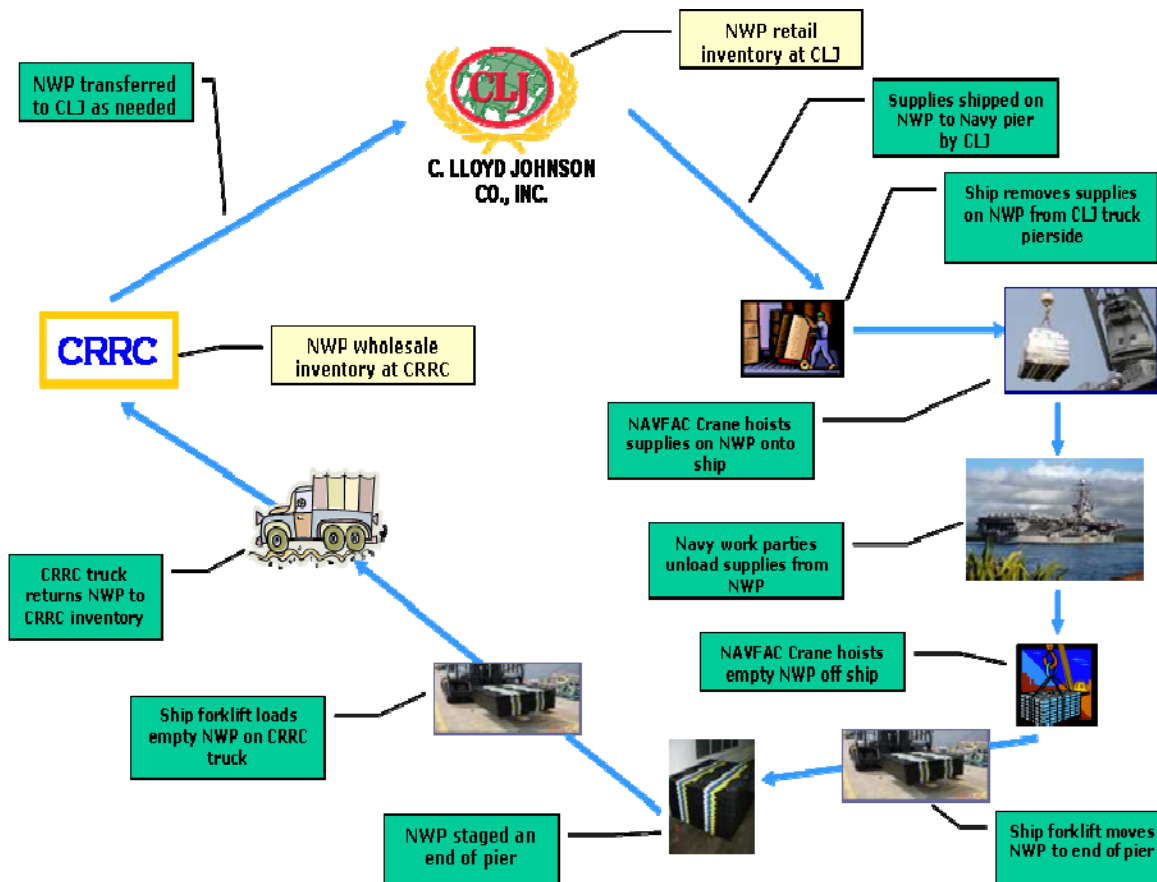 NWP retail
inventory at CLJ
NWP transferred
to CLJ as needed
CLJ
C. LLOYD JOHNSON
CO., INC.
Supplies shipped on
NWP to Navy pier
by CLJ
Ship removes supplies
on NWP from CLJ truck
pierside
CRRC
NWP wholesale
inventory at CRRC
NAVFAC Crane hoists
supplies on NWP onto
ship
Navy work parties
unload supplies from
NWP
CRRC truck
returns NWP to
CRRC inventory
NAVFAC Crane hoists
empty NWP off ship
Ship forklift loads
empty NWP on CRRC
truck
NWP staged an
end of pier
Ship forklift moves
NWP to end of pier